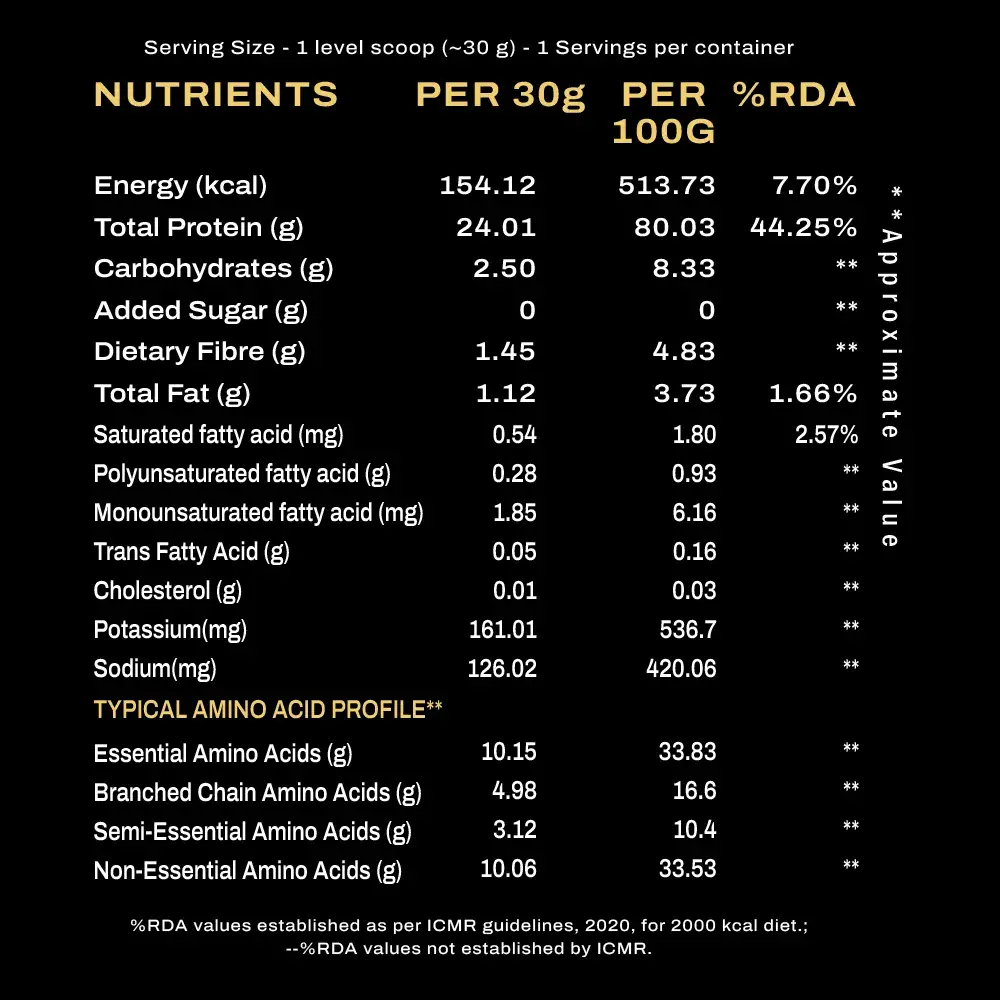 Serving Size - 1 level scoop (~30 g) - 1 Servings per container
NUTRIENTS PER 30g PER 100G %RDA
Energy (kcal) 154.12 513.73 7.70%
Total Protein (g) 24.01 80.03 44.25%
Carbohydrates (g) 2.50 8.33 **
Added Sugar (g) 0 0 **
Dietary Fibre (g) 1.45 4.83 **
Total Fat (g) 1.12 3.73 1.66%
Saturated fatty acid (mg) 0.54 1.80 2.57%
Polyunsaturated fatty acid (g) 0.28 0.93 **
Monounsaturated fatty acid (mg) 1.85 6.16 **
Trans Fatty Acid (g) 0.05 0.16 **
Cholesterol (g) 0.01 0.03 **
Potassium(mg) 161.01 536.7 **
Sodium(mg) 126.02 420.06 **
TYPICAL AMINO ACID PROFILE**
Essential Amino Acids (g) 10.15 33.83 **
Branched Chain Amino Acids (g) 4.98 16.6 **
Semi-Essential Amino Acids (g) 3.12 10.4 **
Non-Essential Amino Acids (g) 10.06 33.53 **
**Approximate Value
%RDA values established as per ICMR guidelines, 2020, for 2000 kcal diet.;
--%RDA values not established by ICMR.